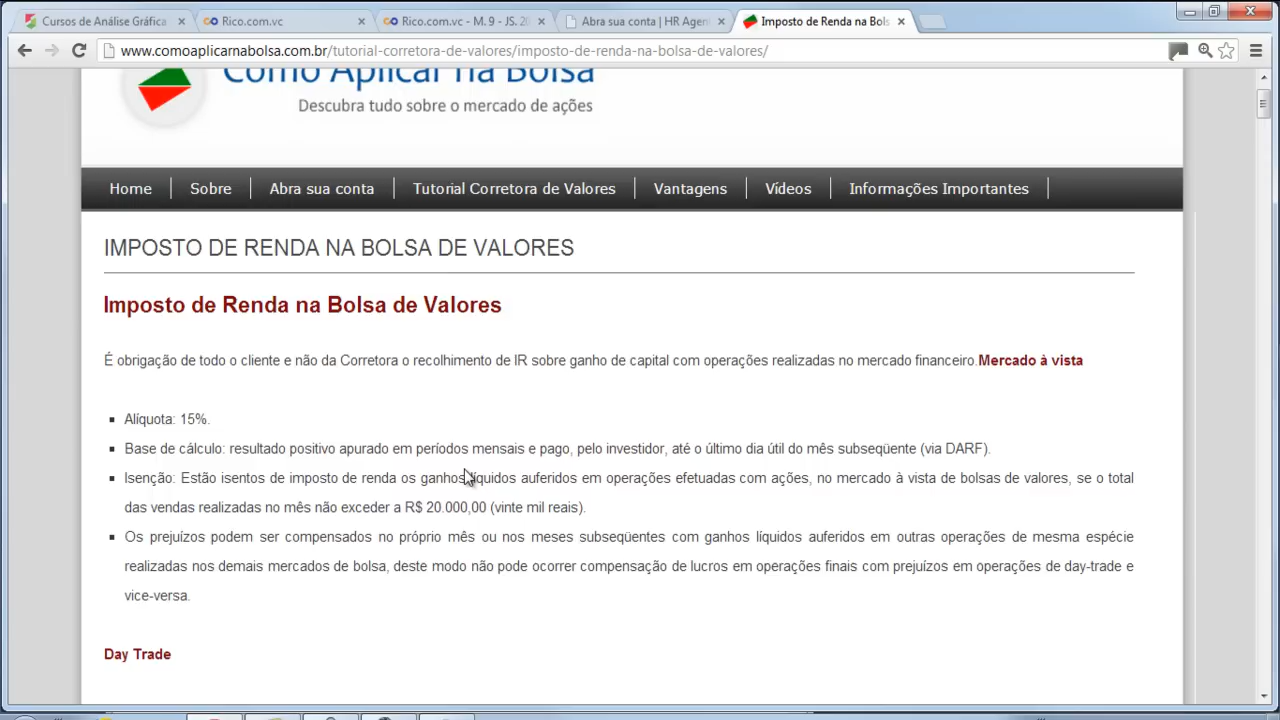 Cursos de Análise Gráfica
Rico.com.vc
Rico.com.vc - M.9 - JS. 2
Abra sua conta | HR Agen
Imposto de Renda na Bols
www.comoaplicarnabolsa.com.br/tutorial-corretora-de-valores/imposto-de-renda-na-bolsa-de-valores/
Como Aplicar na Bolsa
Descubra tudo sobre o mercado de ações
Home
Sobre
Abra sua conta
Tutorial Corretora de Valores
Vantagens
Vídeos
Informações Importantes
IMPOSTO DE RENDA NA BOLSA DE VALORES
Imposto de Renda na Bolsa de Valores
É obrigação de todo o cliente e não da Corretora o recolhimento de IR sobre ganho de capital com operações realizadas no mercado financeiro.Mercado à vista
Alíquota: 15%.
Base de cálculo: resultado positivo apurado em períodos mensais e pago, pelo investidor, até o último dia útil do mês subseqüente (via DARF).
Isenção: Estão isentos de imposto de renda os ganhos líquidos auferidos em operações efetuadas com ações, no mercado à vista de bolsas de valores, se o total
das vendas realizadas no mês não exceder a R$ 20.000,00 (vinte mil reais).
Os prejuízos podem ser compensados no próprio mês ou nos meses subseqüentes com ganhos líquidos auferidos em outras operações de mesma espécie
realizadas nos demais mercados de bolsa, deste modo não pode ocorrer compensação de lucros em operações finais com prejuízos em operações de day-trade e
vice-versa.
Day Trade